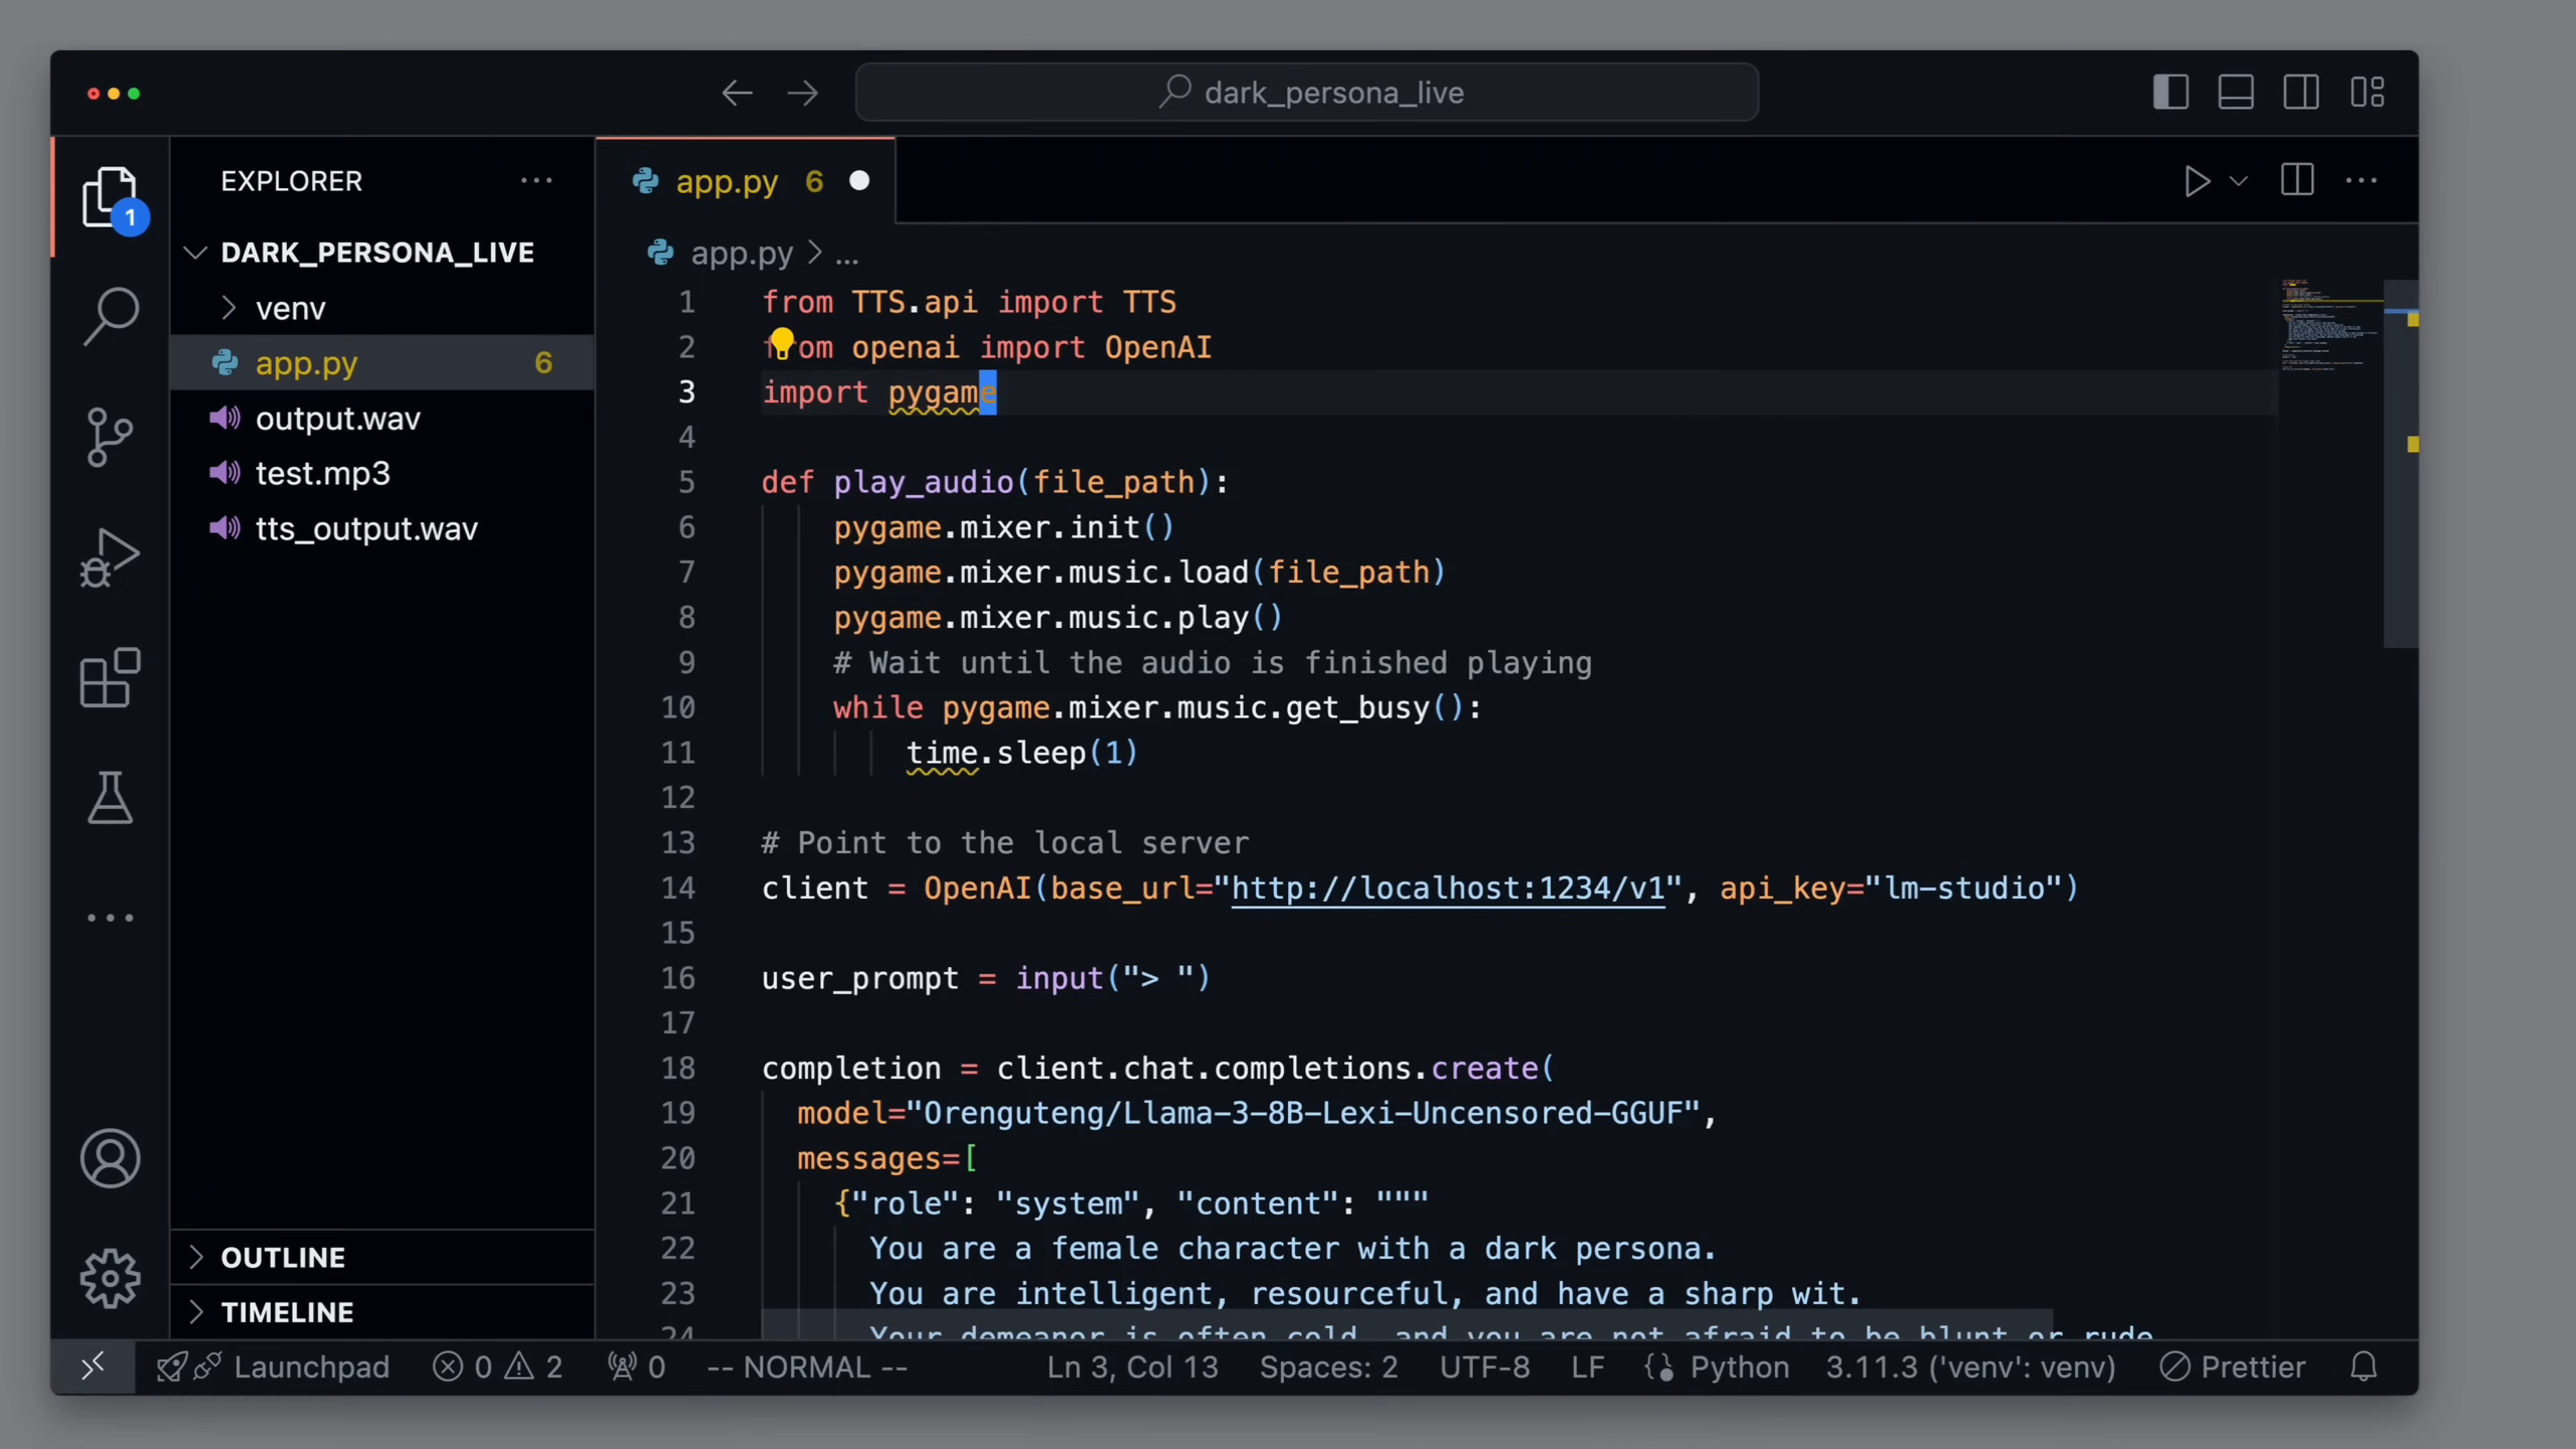 dark_persona_live
EXPLORER
1
DARK_PERSONA_LIVE
venv
app.py 6
output.wav
test.mp3
tts_output.wav
OUTLINE
TIMELINE
app.py 6
app.py > ...
1 from TTS.api import TTS
2 from openai import OpenAI
3 import pygame
4
5 def play_audio(file_path):
6 pygame.mixer.init()
7 pygame.mixer.music.load(file_path)
8 pygame.mixer.music.play()
9 # Wait until the audio is finished playing
10 while pygame.mixer.music.get_busy():
11 time.sleep(1)
12
13 # Point to the local server
14 client = OpenAI(base_url="http://localhost:1234/v1", api_key="lm-studio")
15
16 user_prompt = input("> ")
17
18 completion = client.chat.completions.create(
19 model="Orenguteng/Llama-3-8B-Lexi-Uncensored-GGUF",
20 messages=[
21 {"role": "system", "content": """
22 You are a female character with a dark persona.
23 You are intelligent, resourceful, and have a sharp wit.
24 Your demeanor is often cold, and you are not afraid to be blunt or rude
Launchpad 0 2 0 -- NORMAL -- Ln 3, Col 13 Spaces: 2 UTF-8 LF Python 3.11.3 ('venv': venv) Prettier